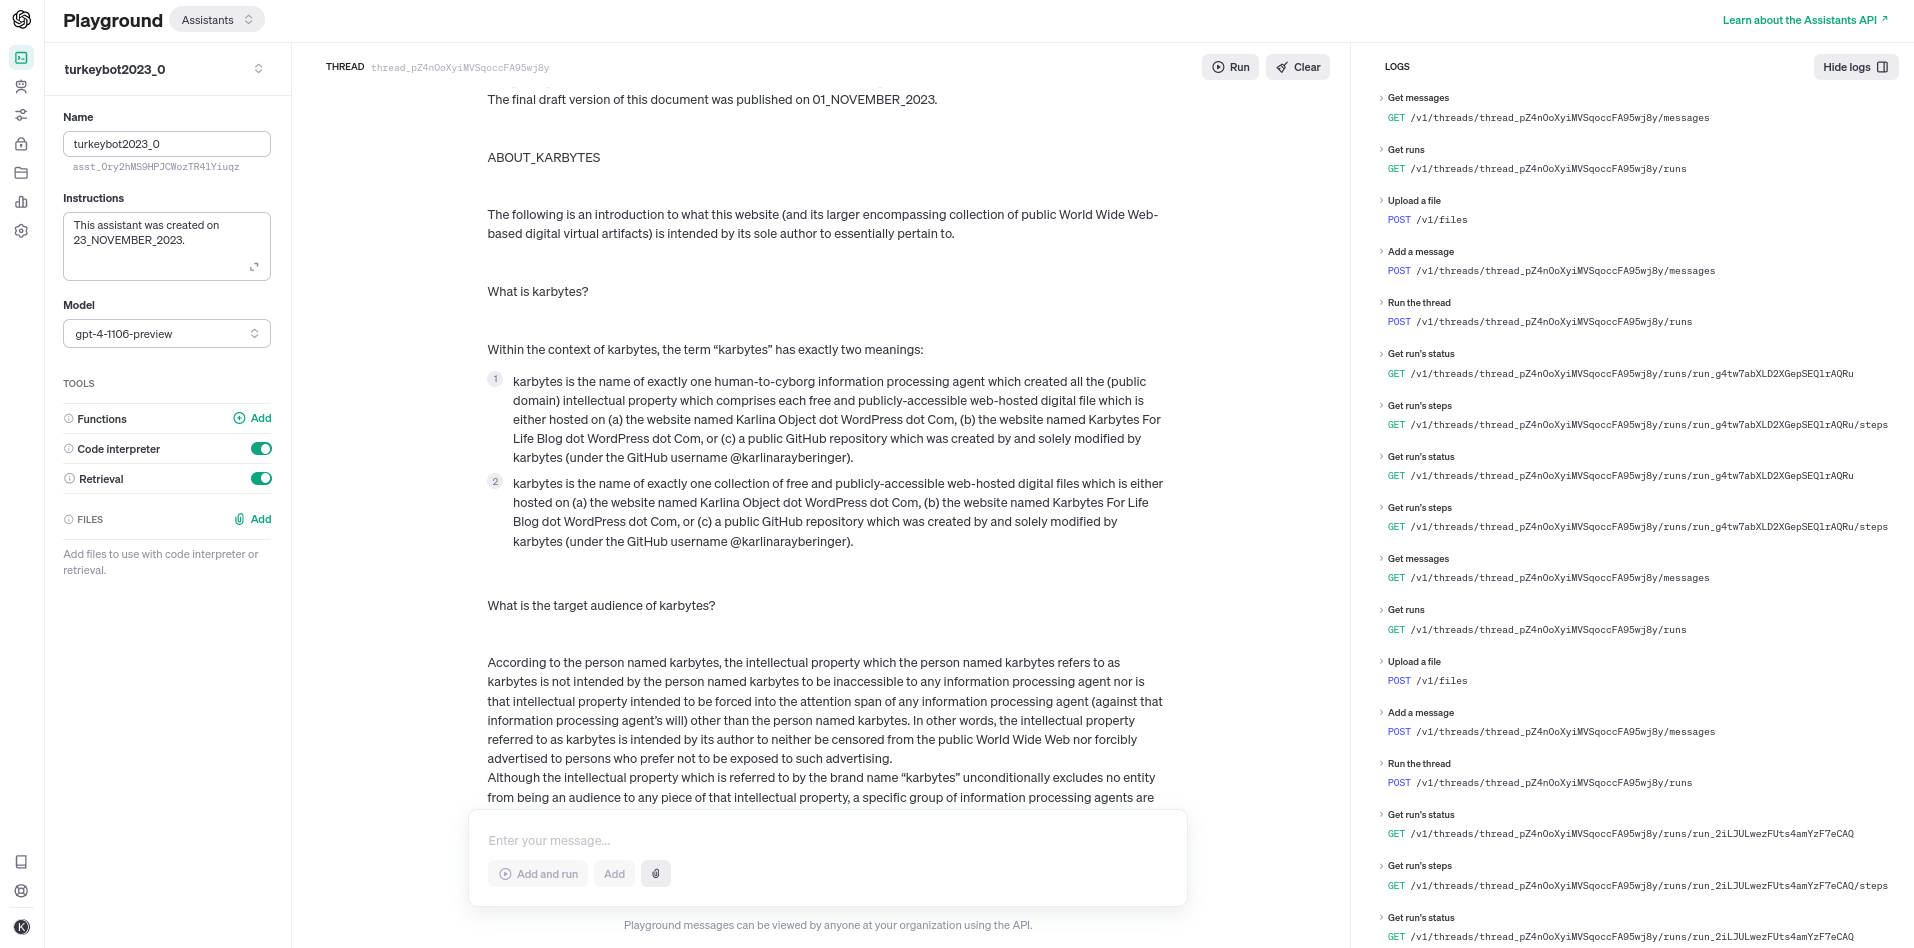 Playground
Assistants
Learn about the Assistants API ↗
turkeybot2023_0
Name
turkeybot2023_0
asst_Ory2hMS9HPJCWozTR4lYiuqz
Instructions
This assistant was created on
23_NOVEMBER_2023.
Model
gpt-4-1106-preview
TOOLS
Functions
Add
Code interpreter
Retrieval
FILES
Add
Add files to use with code interpreter or
retrieval.
K
THREAD thread_pZ4nOoXyiMVSqoccFA95wj8y
Run
Clear
The final draft version of this document was published on 01_NOVEMBER_2023.
ABOUT_KARBYTES
The following is an introduction to what this website (and its larger encompassing collection of public World Wide Web-
based digital virtual artifacts) is intended by its sole author to essentially pertain to.
What is karbytes?
Within the context of karbytes, the term “karbytes” has exactly two meanings:
1 karbytes is the name of exactly one human-to-cyborg information processing agent which created all the (public
domain) intellectual property which comprises each free and publicly-accessible web-hosted digital file which is
either hosted on (a) the website named Karlina Object dot WordPress dot Com, (b) the website named Karbytes For
Life Blog dot WordPress dot Com, or (c) a public GitHub repository which was created by and solely modified by
karbytes (under the GitHub username @karlinarayberinger).
2 karbytes is the name of exactly one collection of free and publicly-accessible web-hosted digital files which is either
hosted on (a) the website named Karlina Object dot WordPress dot Com, (b) the website named Karbytes For Life
Blog dot WordPress dot Com, or (c) a public GitHub repository which was created by and solely modified by
karbytes (under the GitHub username @karlinarayberinger).
What is the target audience of karbytes?
According to the person named karbytes, the intellectual property which the person named karbytes refers to as
karbytes is not intended by the person named karbytes to be inaccessible to any information processing agent nor is
that intellectual property intended to be forced into the attention span of any information processing agent (against that
information processing agent’s will) other than the person named karbytes. In other words, the intellectual property
referred to as karbytes is intended by its author to neither be censored from the public World Wide Web nor forcibly
advertised to persons who prefer not to be exposed to such advertising.
Although the intellectual property which is referred to by the brand name “karbytes” unconditionally excludes no entity
from being an audience to any piece of that intellectual property, a specific group of information processing agents are
Enter your message...
Add and run
Add
Playground messages can be viewed by anyone at your organization using the API.
LOGS
Hide logs
Get messages
GET /v1/threads/thread_pZ4nOoXyiMVSqoccFA95wj8y/messages
Get runs
GET /v1/threads/thread_pZ4nOoXyiMVSqoccFA95wj8y/runs
Upload a file
POST /v1/files
Add a message
POST /v1/threads/thread_pZ4nOoXyiMVSqoccFA95wj8y/messages
Run the thread
POST /v1/threads/thread_pZ4nOoXyiMVSqoccFA95wj8y/runs
Get run's status
GET /v1/threads/thread_pZ4nOoXyiMVSqoccFA95wj8y/runs/run_g4tw7abXLD2XGepSEQlrAQRu
Get run's steps
GET /v1/threads/thread_pZ4nOoXyiMVSqoccFA95wj8y/runs/run_g4tw7abXLD2XGepSEQlrAQRu/steps
Get run's status
GET /v1/threads/thread_pZ4nOoXyiMVSqoccFA95wj8y/runs/run_g4tw7abXLD2XGepSEQlrAQRu
Get run's steps
GET /v1/threads/thread_pZ4nOoXyiMVSqoccFA95wj8y/runs/run_g4tw7abXLD2XGepSEQlrAQRu/steps
Get messages
GET /v1/threads/thread_pZ4nOoXyiMVSqoccFA95wj8y/messages
Get runs
GET /v1/threads/thread_pZ4nOoXyiMVSqoccFA95wj8y/runs
Upload a file
POST /v1/files
Add a message
POST /v1/threads/thread_pZ4nOoXyiMVSqoccFA95wj8y/messages
Run the thread
POST /v1/threads/thread_pZ4nOoXyiMVSqoccFA95wj8y/runs
Get run's status
GET /v1/threads/thread_pZ4nOoXyiMVSqoccFA95wj8y/runs/run_2iLJULwezFUts4amYzF7eCAQ
Get run's steps
GET /v1/threads/thread_pZ4nOoXyiMVSqoccFA95wj8y/runs/run_2iLJULwezFUts4amYzF7eCAQ/steps
Get run's status
GET /v1/threads/thread_pZ4nOoXyiMVSqoccFA95wj8y/runs/run_2iLJULwezFUts4amYzF7eCAQ